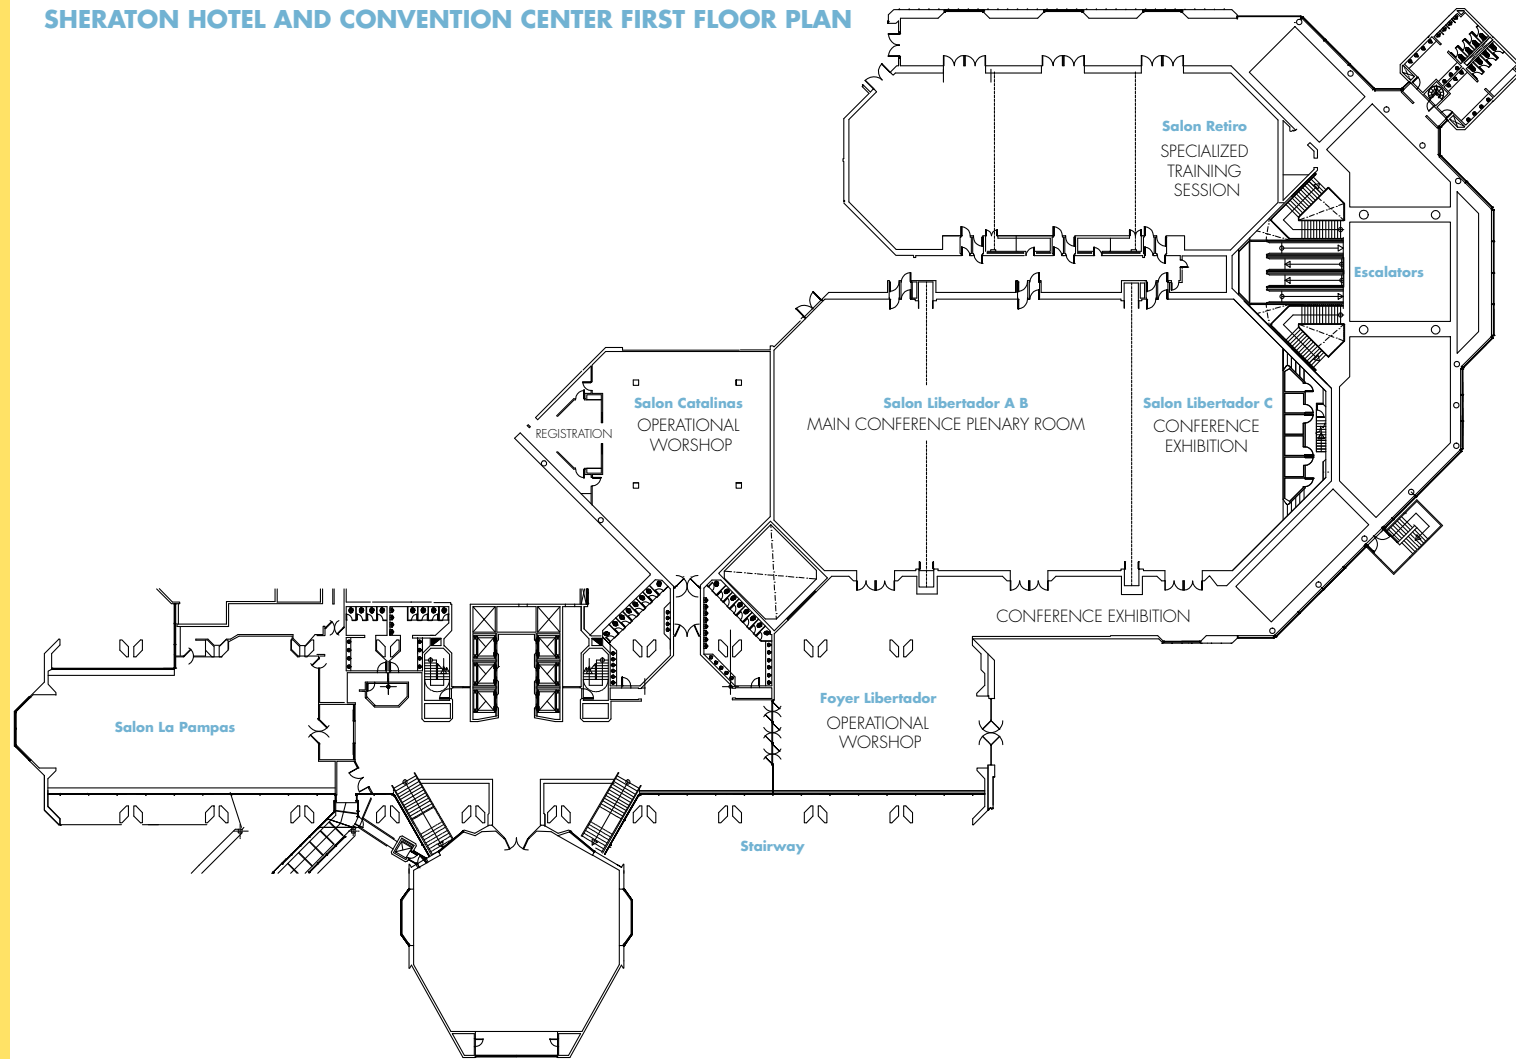 SHERATON HOTEL AND CONVENTION CENTER FIRST FLOOR PLAN
Salon Retiro
SPECIALIZED
TRAINING
SESSION
Escalators
Salon Catalinas
OPERATIONAL
WORSHOP
REGISTRATION
Salon Libertador A B
MAIN CONFERENCE PLENARY ROOM
Salon Libertador C
CONFERENCE
EXHIBITION
CONFERENCE EXHIBITION
Foyer Libertador
OPERATIONAL
WORSHOP
Salon La Pampas
Stairway